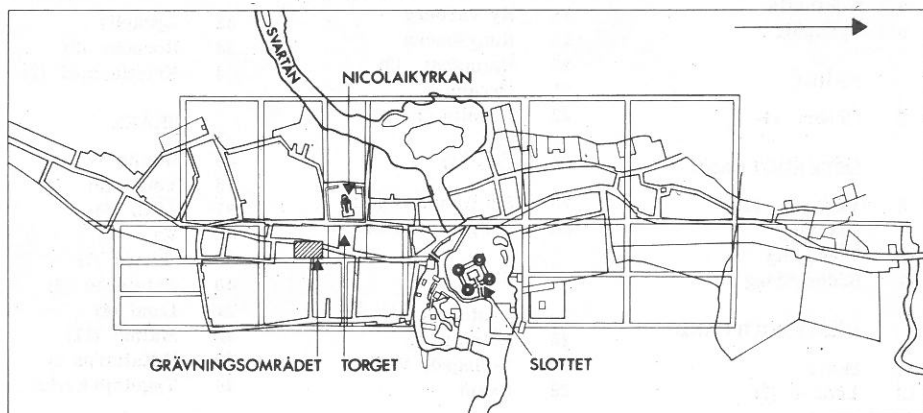 SVARTÅN
NICOLAIKYRKAN
GRÄVNINGSOMRÅDET
TORGET
SLOTTET